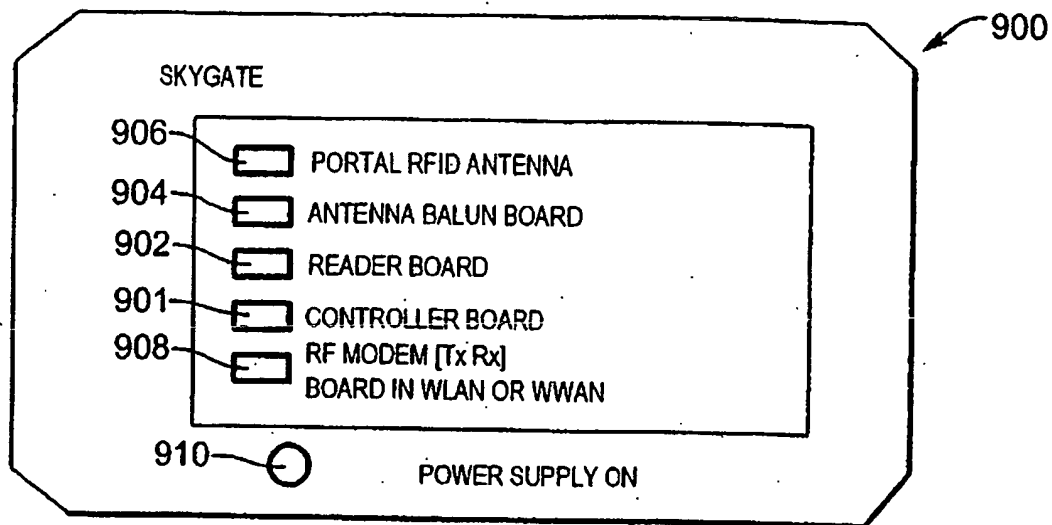 900
SKYGATE
906 PORTAL RFID ANTENNA
904 ANTENNA BALUN BOARD
902 READER BOARD
901 CONTROLLER BOARD
908 RF MODEM [Tx Rx]
BOARD IN WLAN OR WWAN
910 POWER SUPPLY ON